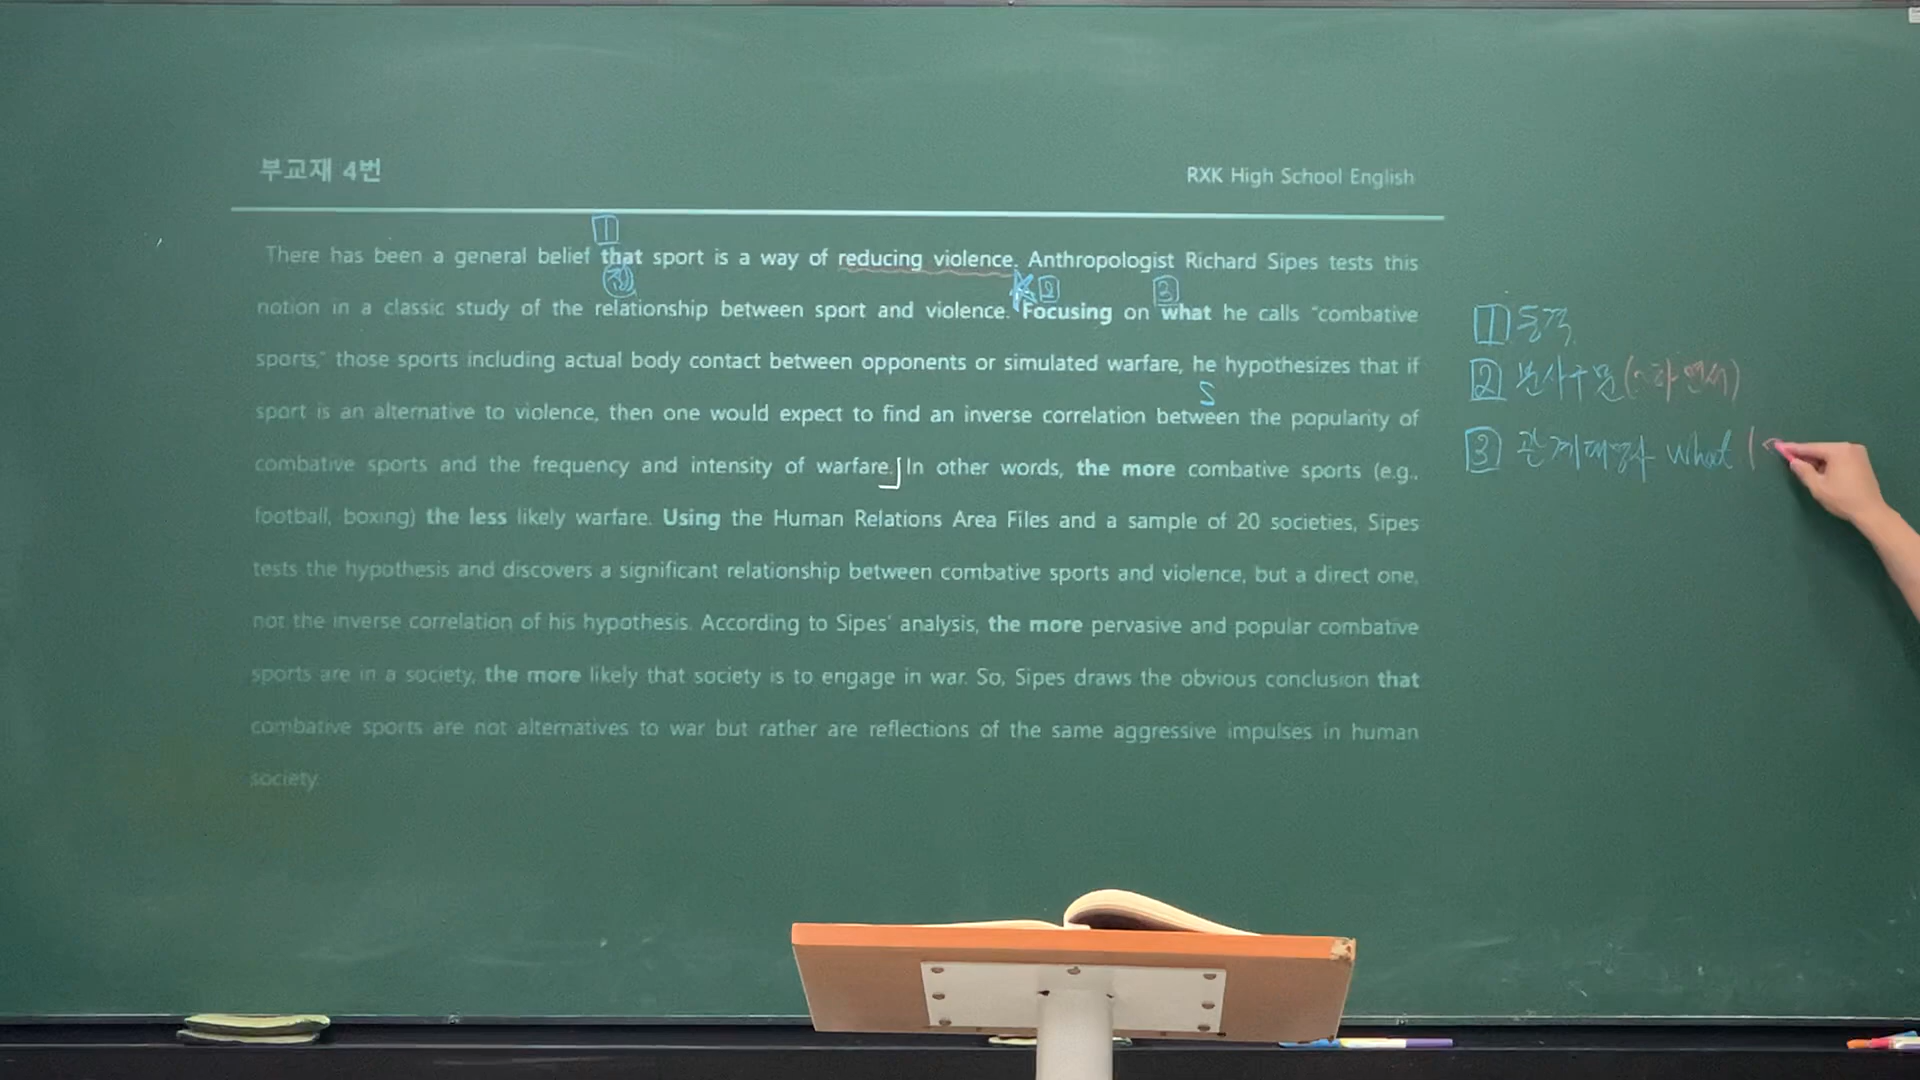 부교재 4번
RXK High School English
1
There has been a general belief that sport is a way of reducing violence. Anthropologist Richard Sipes tests this
2 3
notion in a classic study of the relationship between sport and violence. Focusing on what he calls "combative
sports," those sports including actual body contact between opponents or simulated warfare, he hypothesizes that if
S
sport is an alternative to violence, then one would expect to find an inverse correlation between the popularity of
combative sports and the frequency and intensity of warfare. In other words, the more combative sports (e.g.,
football, boxing) the less likely warfare. Using the Human Relations Area Files and a sample of 20 societies, Sipes
tests the hypothesis and discovers a significant relationship between combative sports and violence, but a direct one,
not the inverse correlation of his hypothesis. According to Sipes' analysis, the more pervasive and popular combative
sports are in a society, the more likely that society is to engage in war. So, Sipes draws the obvious conclusion that
combative sports are not alternatives to war but rather are reflections of the same aggressive impulses in human
society.
1 동격
2 분사구문(~하면서)
3 관계대명사 what (